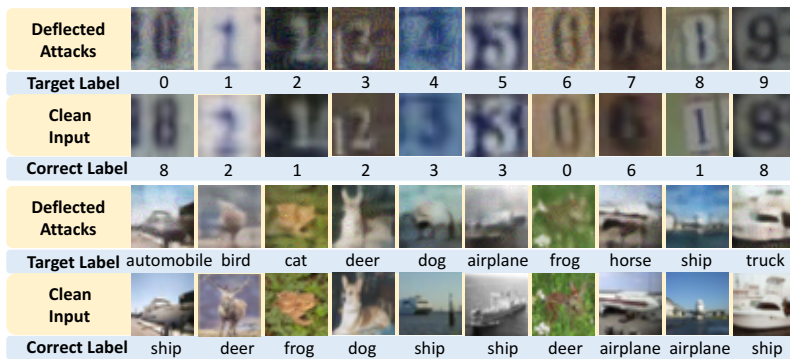 Deflected
Attacks
Target Label 0 1 2 3 4 5 6 7 8 9
Clean
Input
Correct Label 8 2 1 2 3 3 0 6 1 8
Deflected
Attacks
Target Label automobile bird cat deer dog airplane frog horse ship truck
Clean
Input
Correct Label ship deer frog dog ship ship deer airplane airplane ship